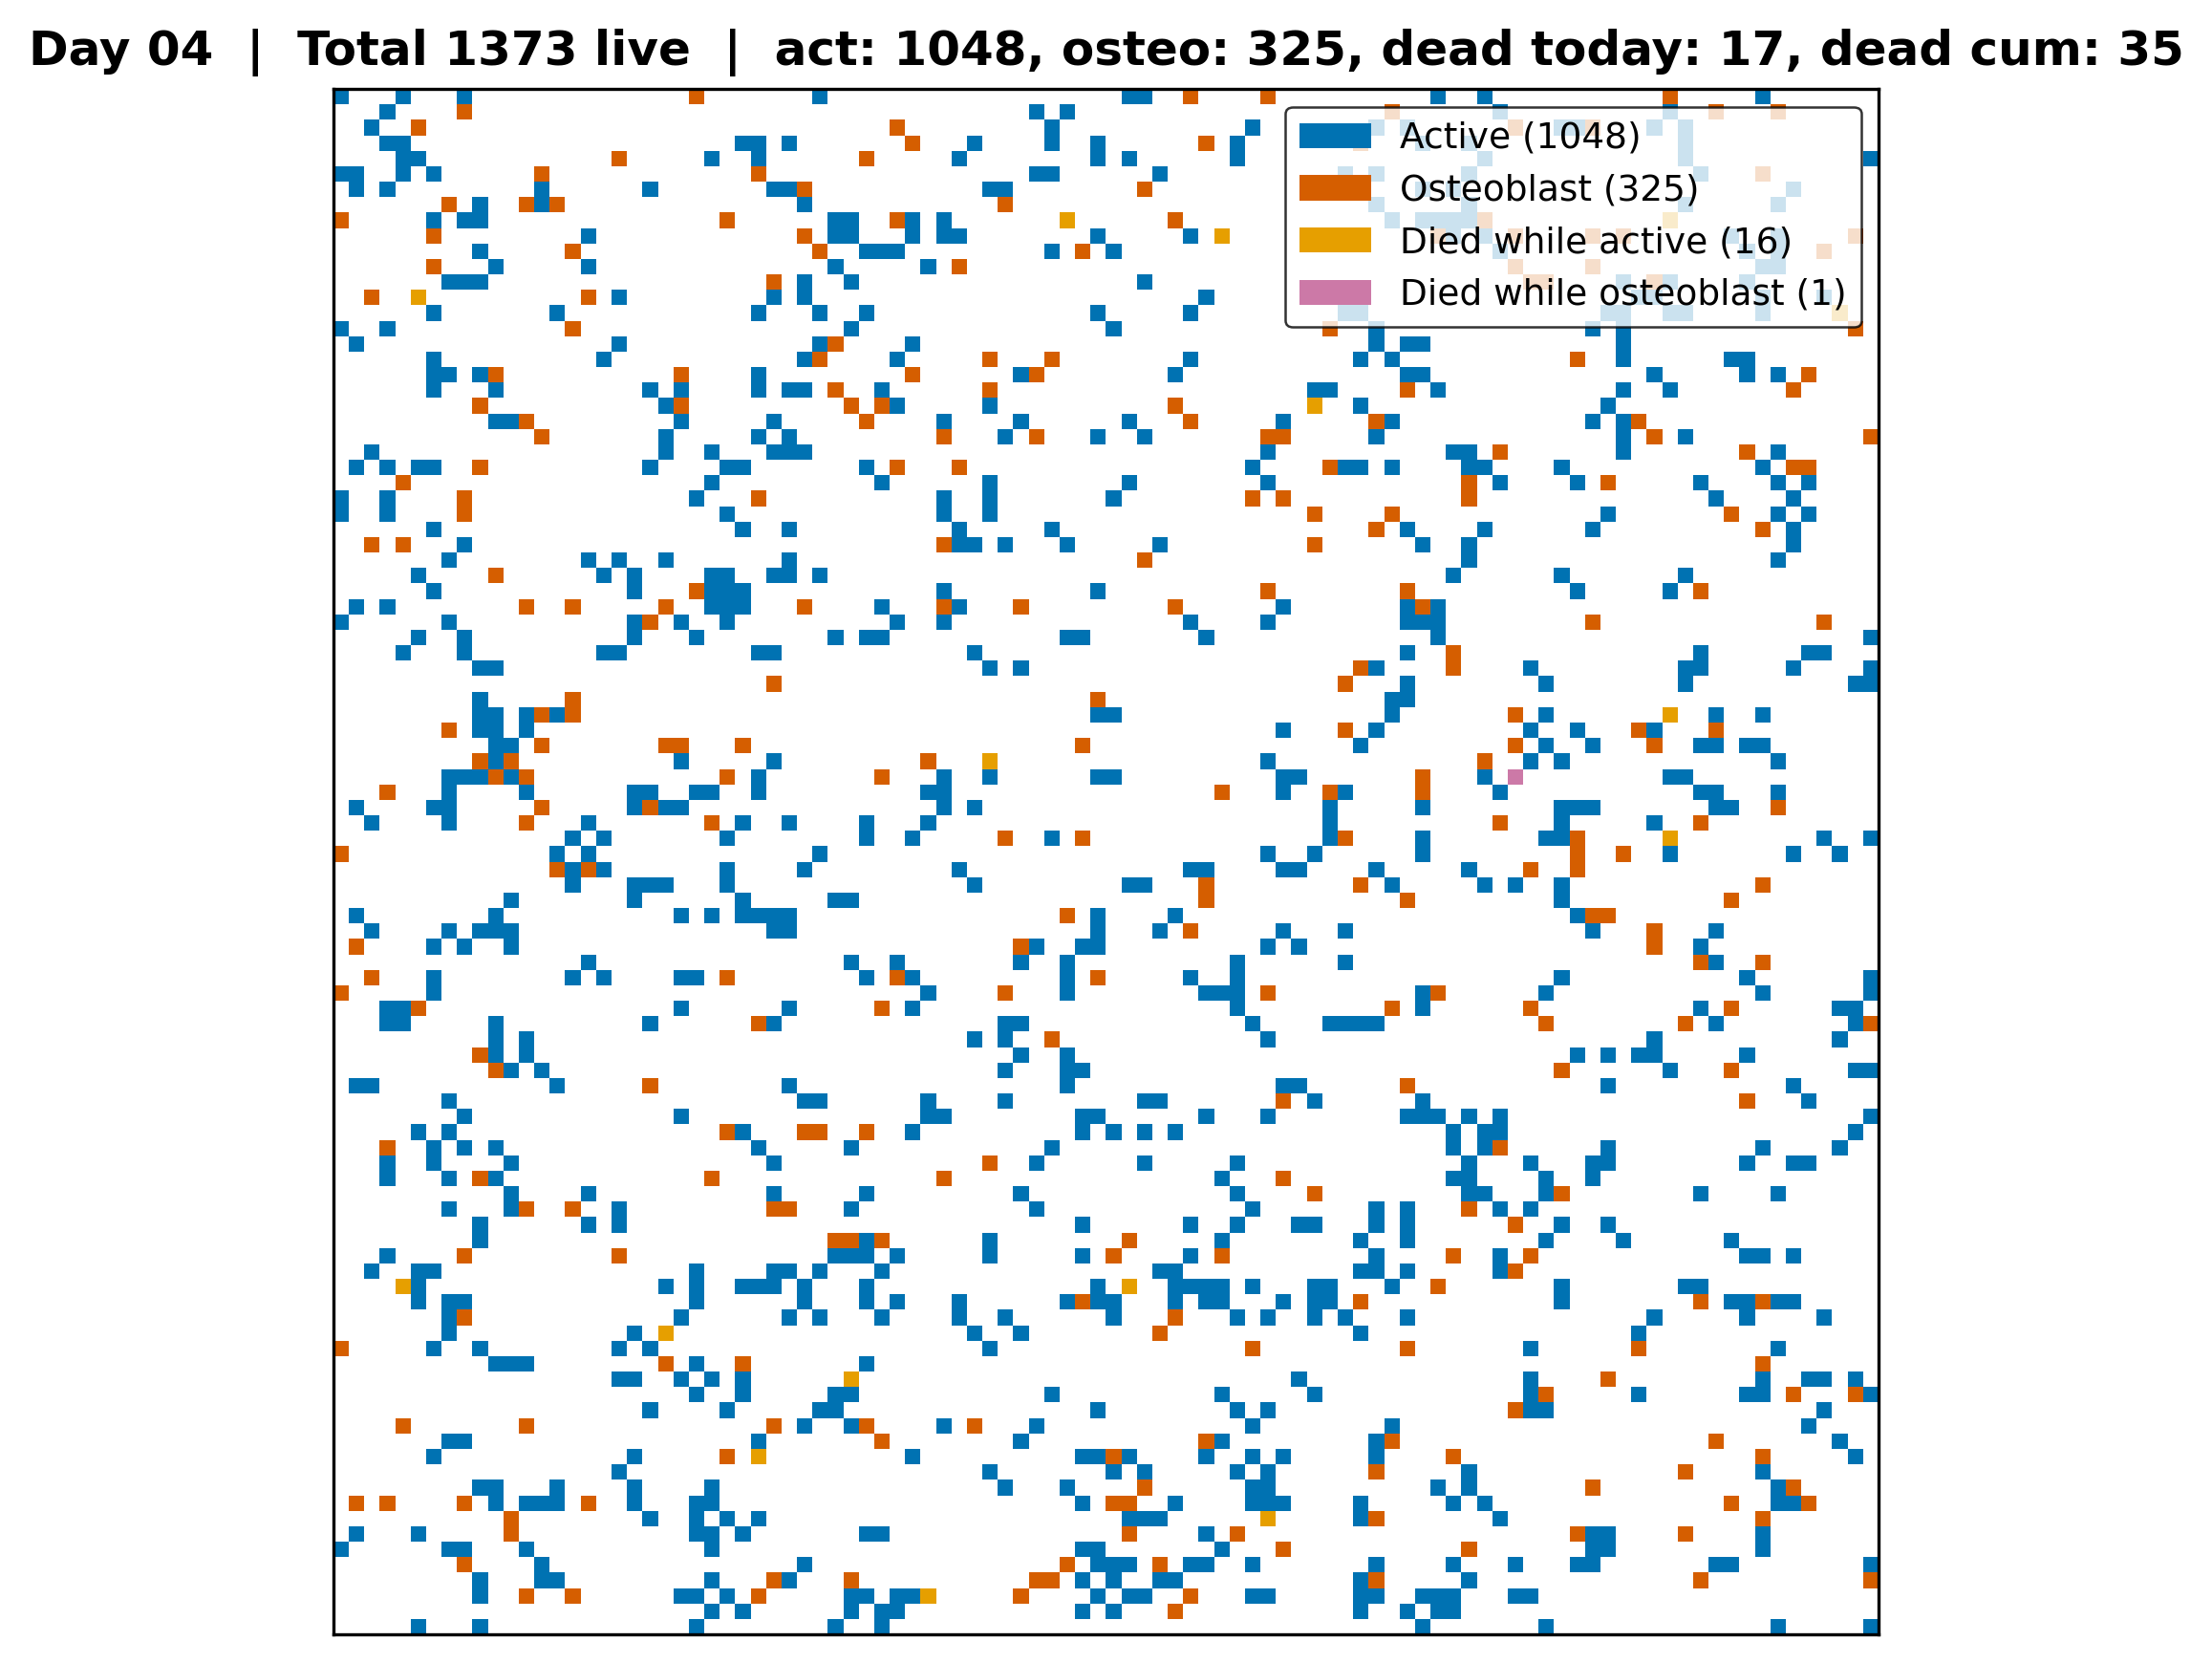 Day 04 | Total 1373 live | act: 1048, osteo: 325, dead today: 17, dead cum: 35
Active (1048)
Osteoblast (325)
Died while active (16)
Died while osteoblast (1)